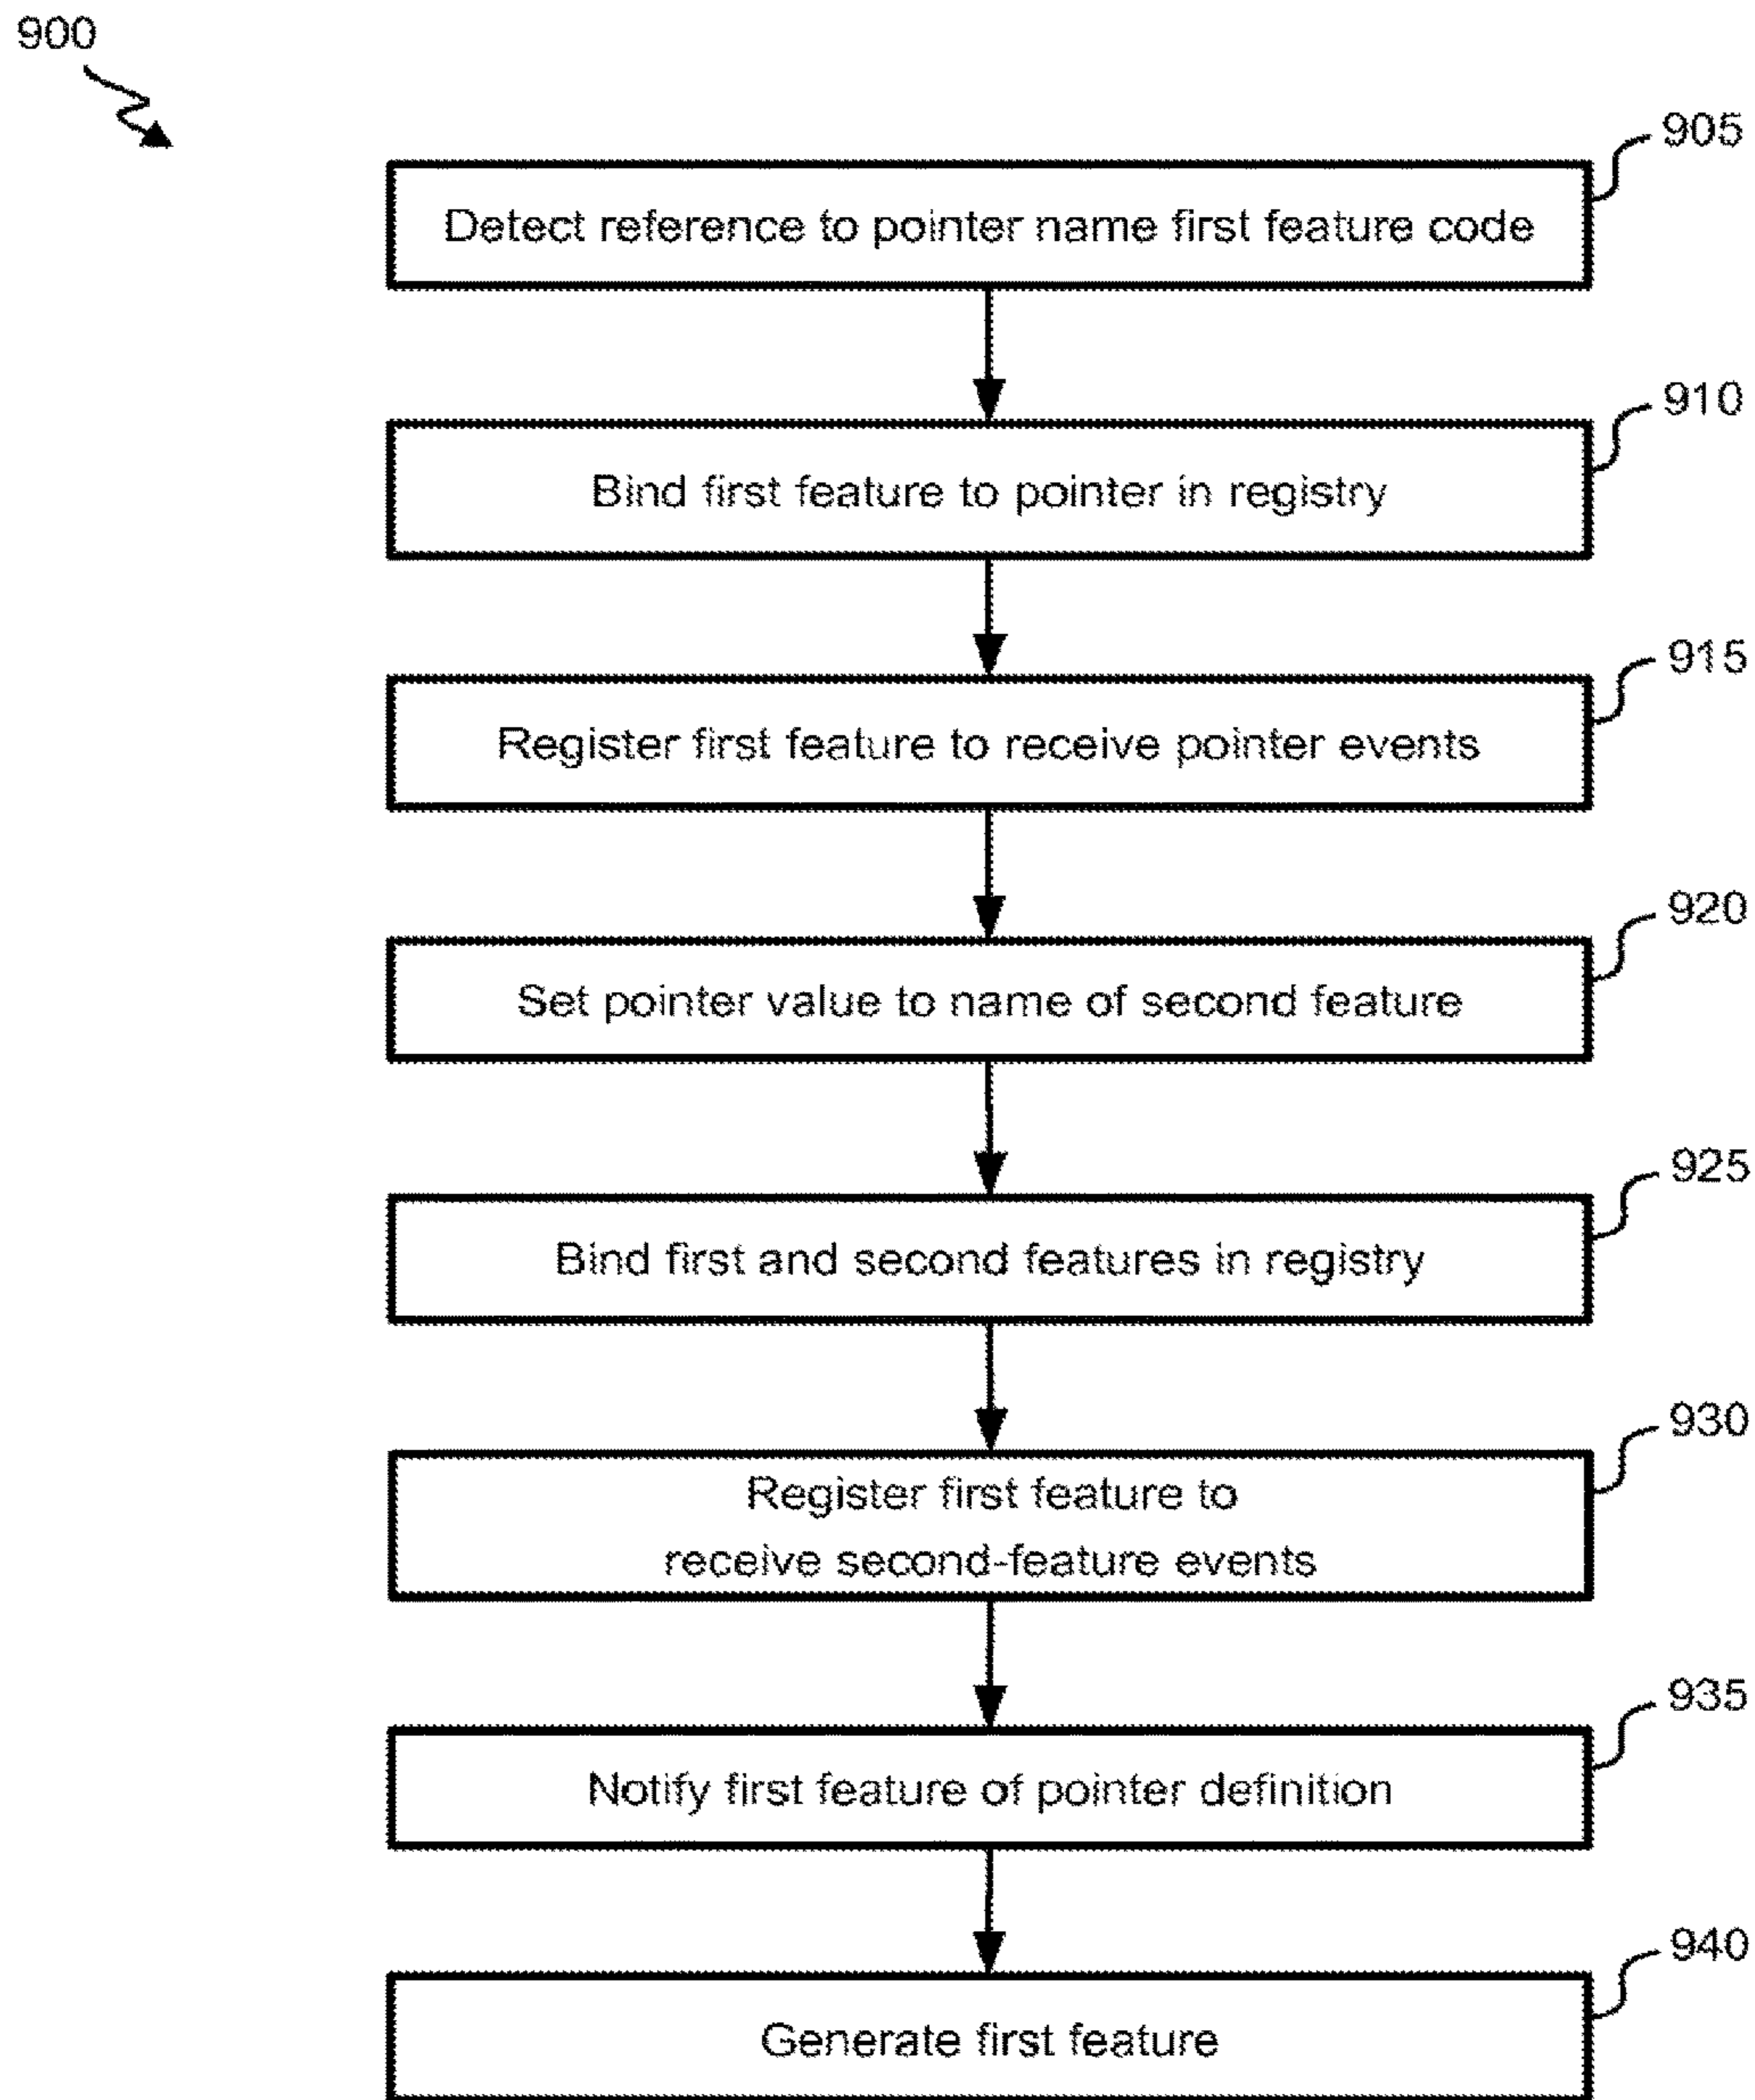 900
905
Detect reference to pointer name first feature code
910
Bind first feature to pointer in registry
915
Register first feature to receive pointer events
920
Set pointer value to name of second feature
925
Bind first and second features in registry
930
Register first feature to
receive second-feature events
935
Notify first feature of pointer definition
940
Generate first feature